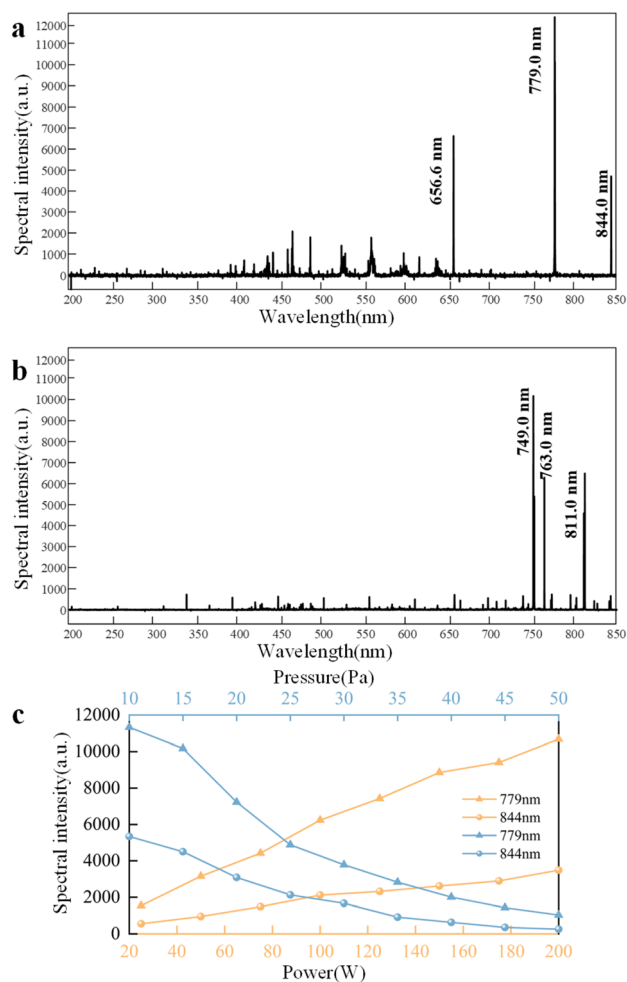 a
12000
11000
10000
9000
8000
7000
6000
5000
4000
3000
2000
1000
0
Spectral intensity(a.u.)
656.6 nm
779.0 nm
844.0 nm
200 250 300 350 400 450 500 550 600 650 700 750 800 850
Wavelength(nm)
b
12000
11000
10000
9000
8000
7000
6000
5000
4000
3000
2000
1000
0
Spectral intensity(a.u.)
749.0 nm
763.0 nm
811.0 nm
200 250 300 350 400 450 500 550 600 650 700 750 800 850
Wavelength(nm)
Pressure(Pa)
10 15 20 25 30 35 40 45 50
c
12000
10000
8000
6000
4000
2000
0
Spectral intensity(a.u.)
779nm
844nm
779nm
844nm
20 40 60 80 100 120 140 160 180 200
Power(W)